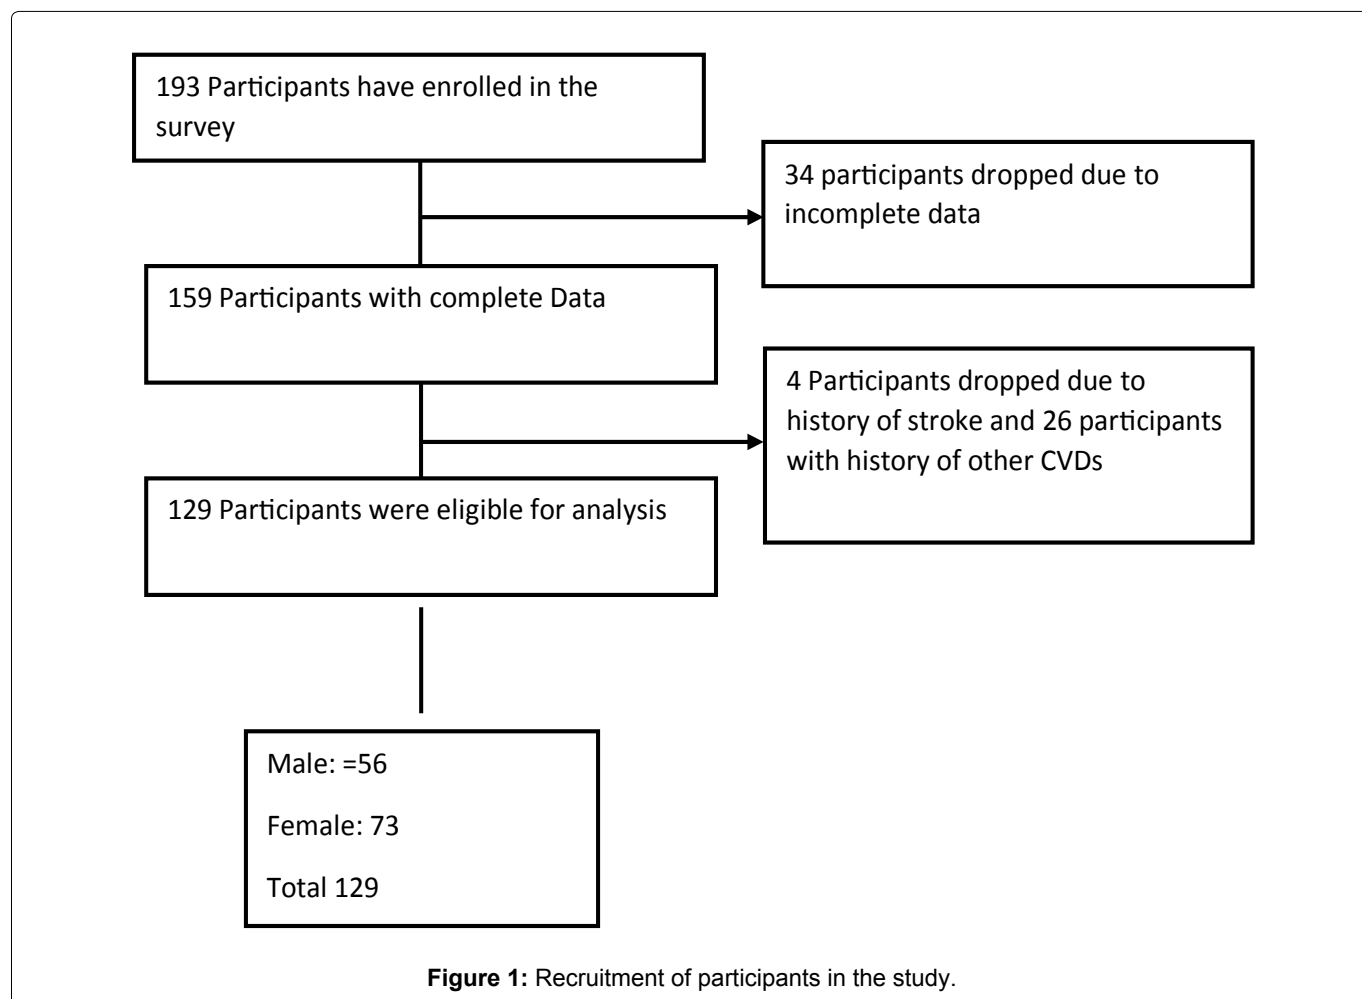 193 Participants have enrolled in the
survey
34 participants dropped due to
incomplete data
159 Participants with complete Data
4 Participants dropped due to
history of stroke and 26 participants
with history of other CVDs
129 Participants were eligible for analysis
Male: =56
Female: 73
Total 129
Figure 1: Recruitment of participants in the study.